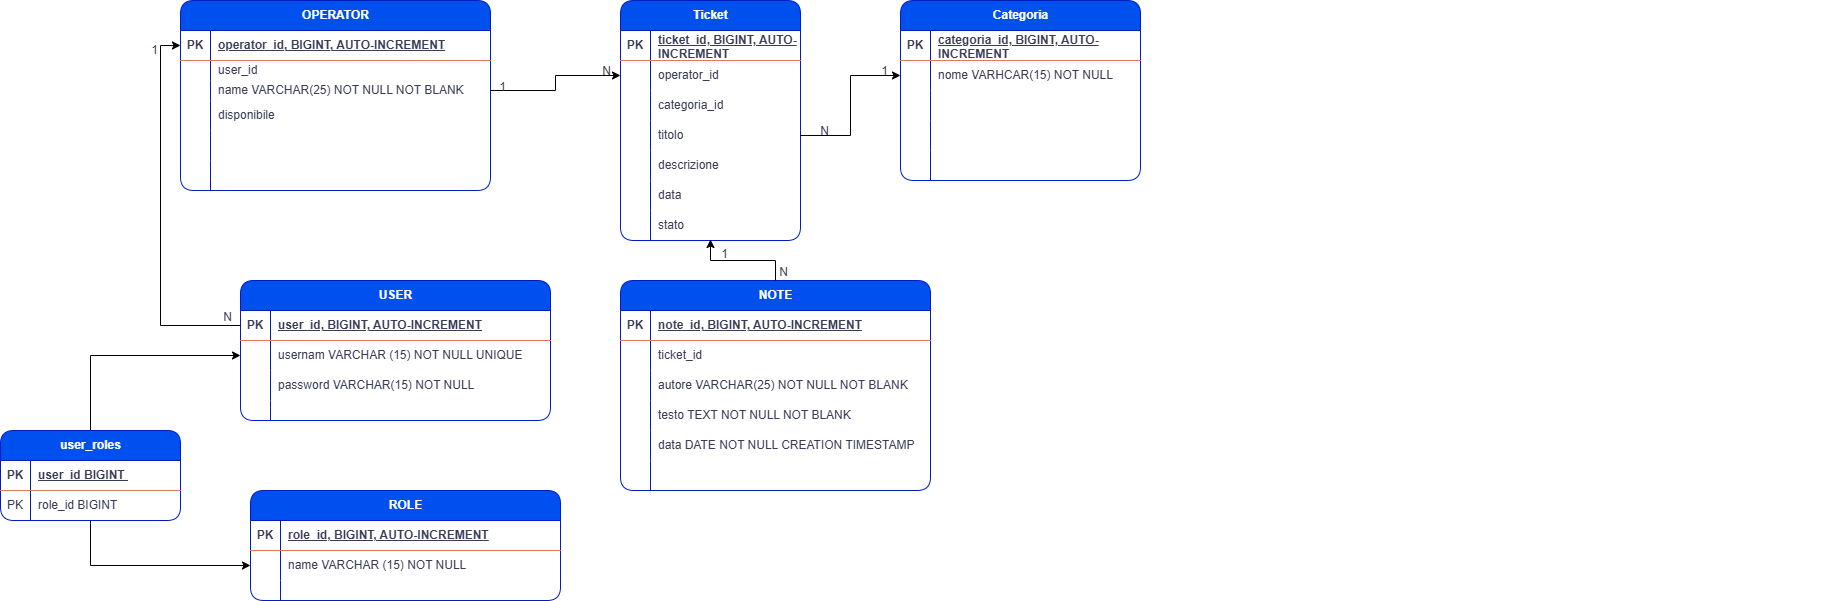 OPERATOR
PK operator_id, BIGINT, AUTO-INCREMENT
user_id
name VARCHAR(25) NOT NULL NOT BLANK
disponibile
1
1
N
Ticket
PK ticket_id, BIGINT, AUTO-
INCREMENT
operator_id
categoria_id
titolo
descrizione
data
stato
N
1
Categoria
PK categoria_id, BIGINT, AUTO-
INCREMENT
nome VARHCAR(15) NOT NULL
1
N
N
USER
PK user_id, BIGINT, AUTO-INCREMENT
usernam VARCHAR (15) NOT NULL UNIQUE
password VARCHAR(15) NOT NULL
NOTE
PK note_id, BIGINT, AUTO-INCREMENT
ticket_id
autore VARCHAR(25) NOT NULL NOT BLANK
testo TEXT NOT NULL NOT BLANK
data DATE NOT NULL CREATION TIMESTAMP
user_roles
PK user_id BIGINT
PK role_id BIGINT
ROLE
PK role_id, BIGINT, AUTO-INCREMENT
name VARCHAR (15) NOT NULL